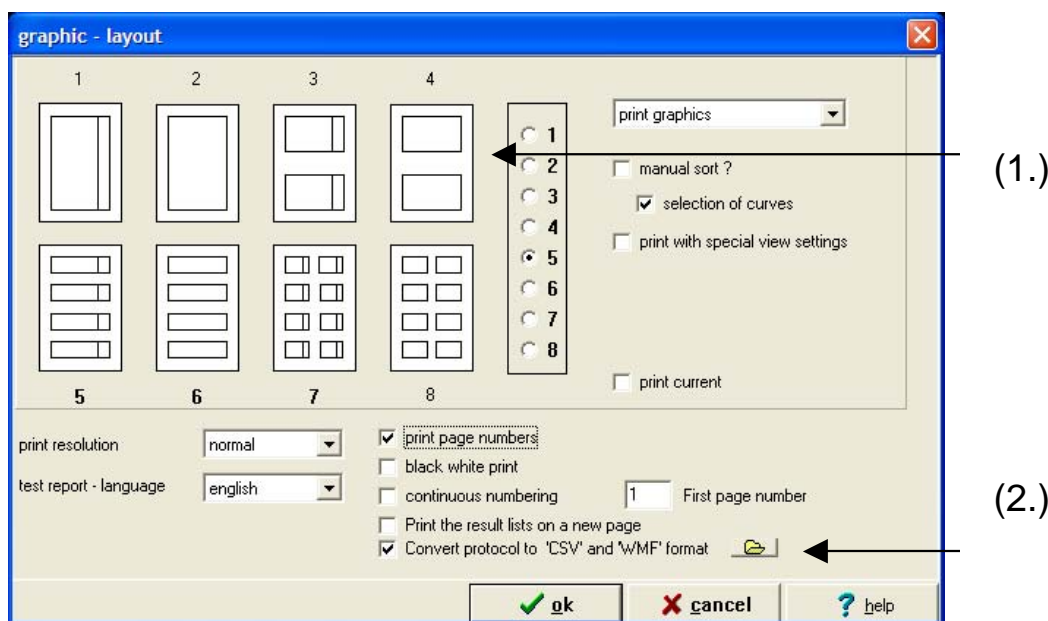 graphic - layout
1 2 3 4
print graphics
1
2
3
4
5
6
7
8
manual sort ?
selection of curves
print with special view settings
print current
5 6 7 8
print resolution normal
test report - language english
print page numbers
black white print
continuous numbering 1 First page number
Print the result lists on a new page
Convert protocol to 'CSV' and 'WMF' format
ok cancel help
(1.)
(2.)